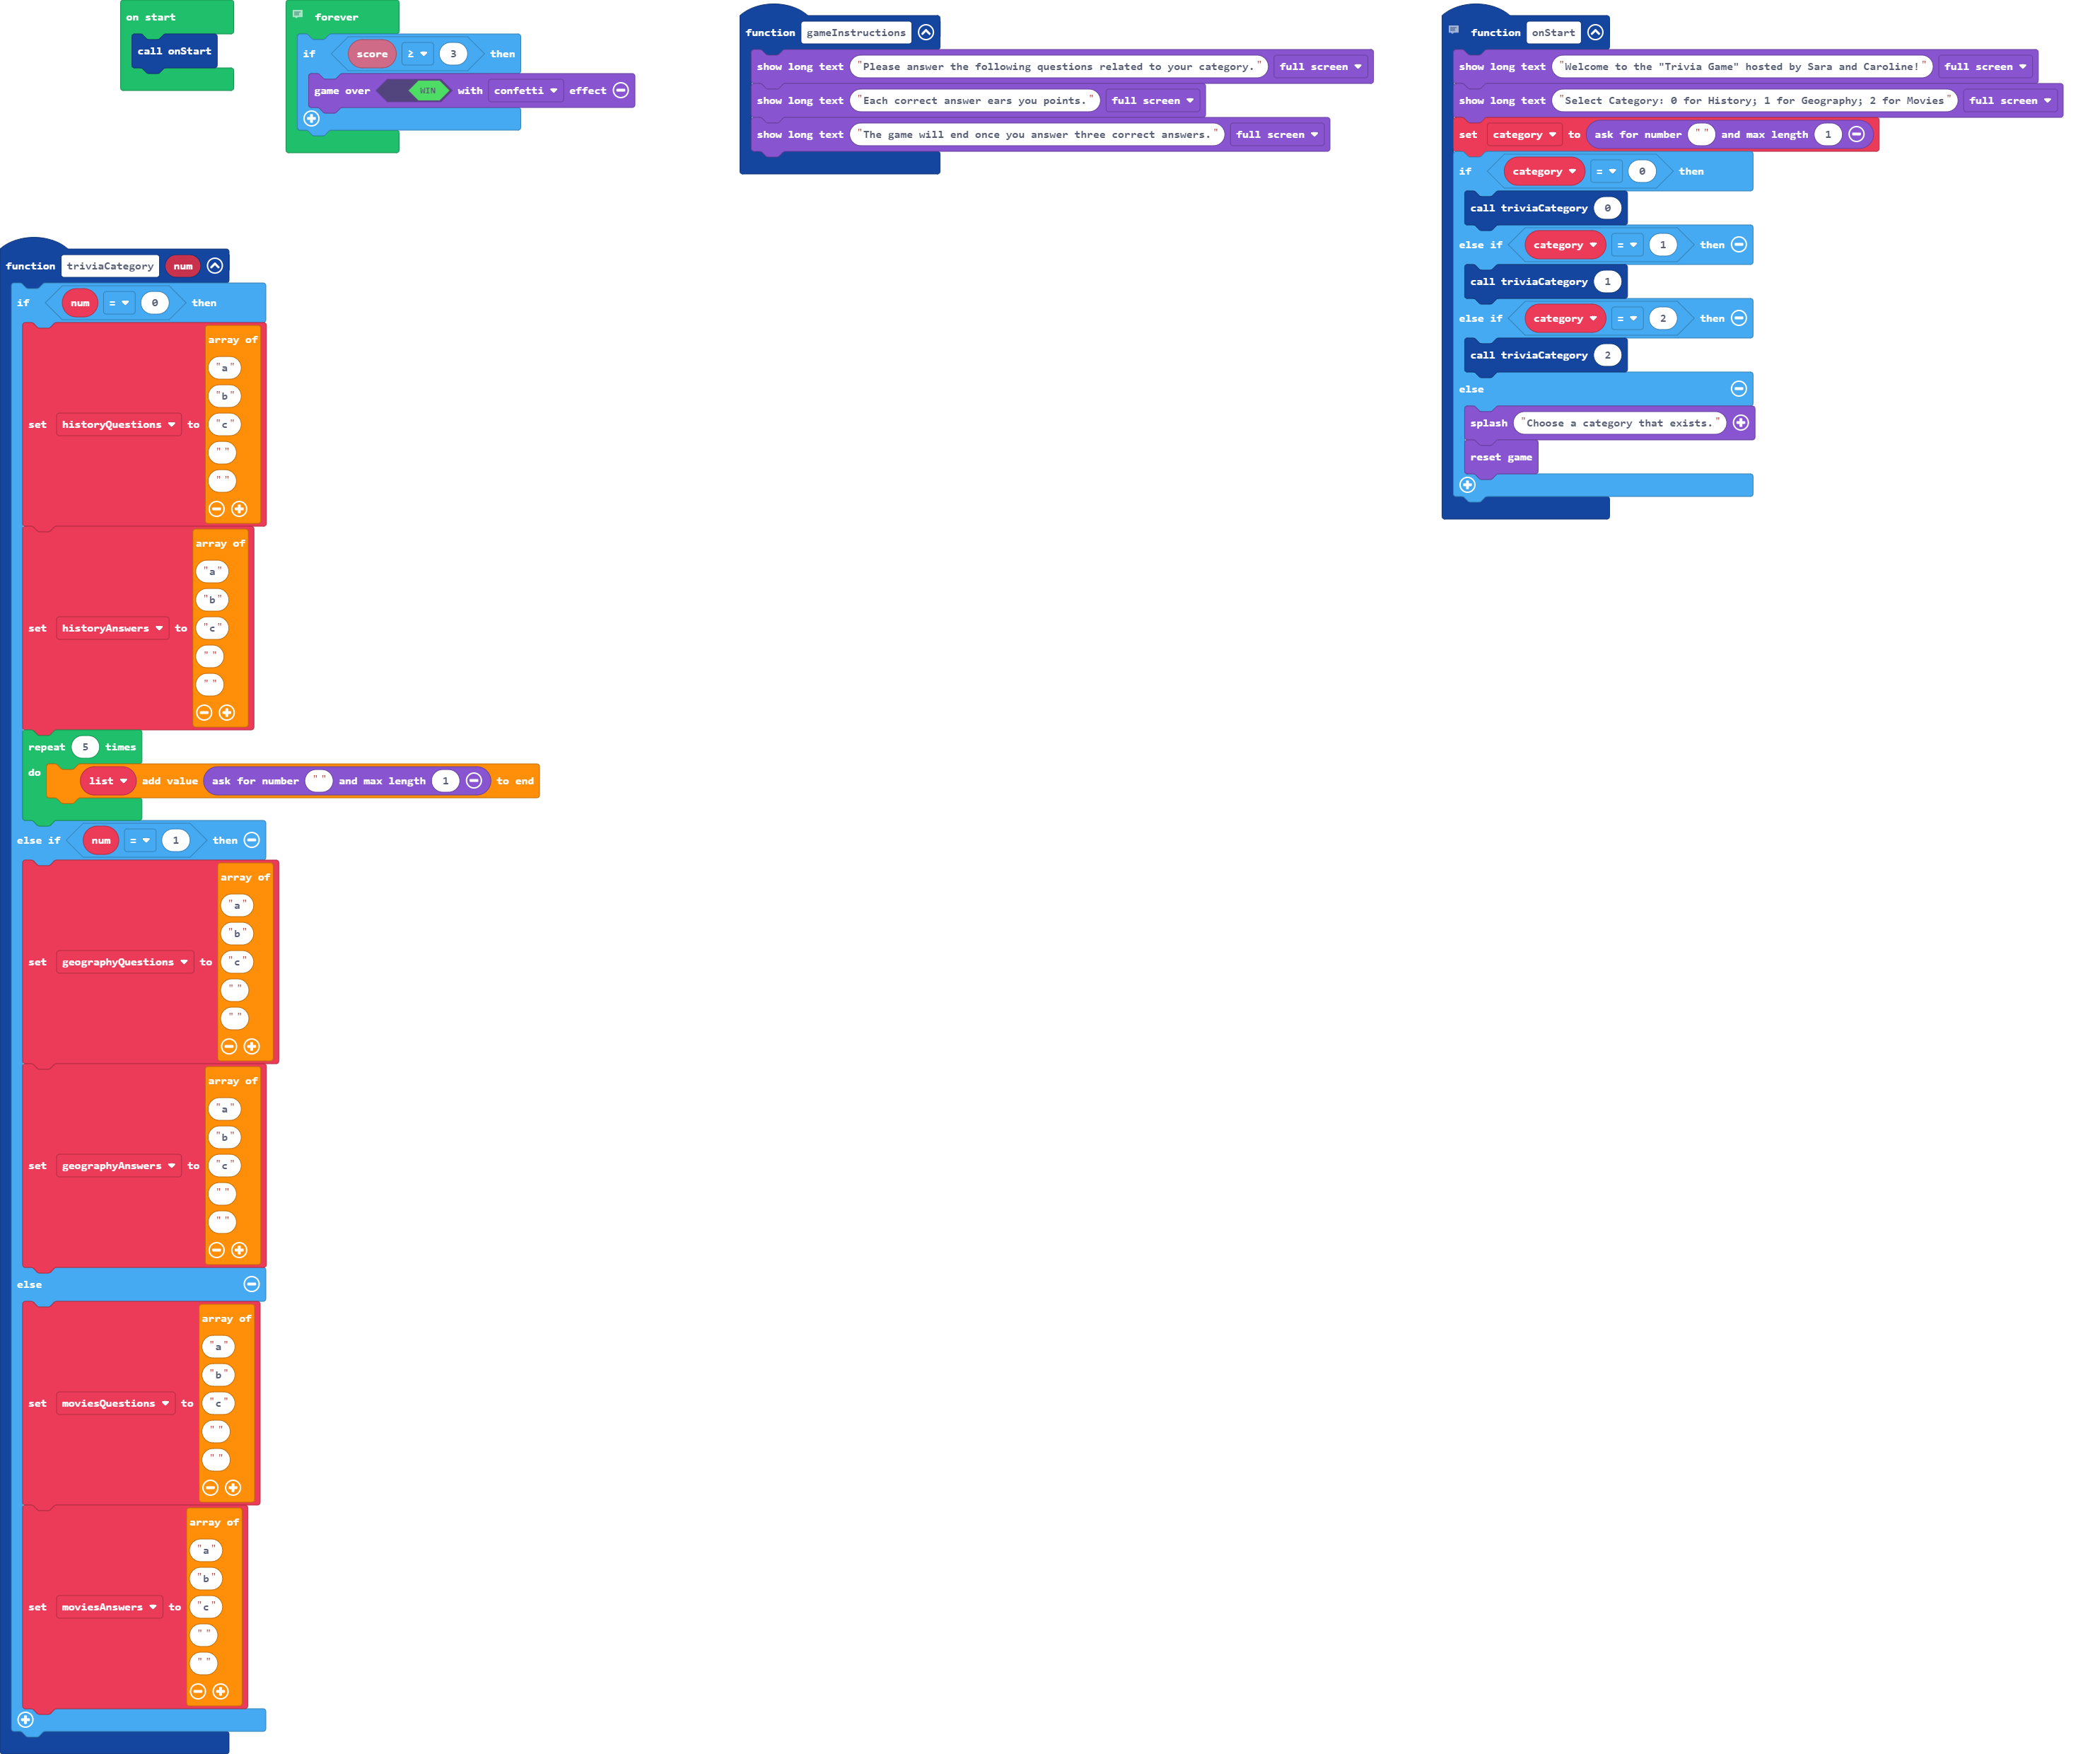 on start
call onStart
forever
if score ≥ 3 then
game over WIN with confetti effect
function gameInstructions
show long text "Please answer the following questions related to your category." full screen
show long text "Each correct answer ears you points." full screen
show long text "The game will end once you answer three correct answers." full screen
function onStart
show long text "Welcome to the "Trivia Game" hosted by Sara and Caroline!" full screen
show long text "Select Category: 0 for History; 1 for Geography; 2 for Movies" full screen
set category to ask for number "" and max length 1
if category = 0 then
call triviaCategory 0
else if category = 1 then
call triviaCategory 1
else if category = 2 then
call triviaCategory 2
else
splash "Choose a category that exists."
reset game
function triviaCategory num
if num = 0 then
array of
"a"
"b"
set historyQuestions to "c"
""
""
array of
"a"
"b"
set historyAnswers to "c"
""
""
repeat 5 times
do list add value ask for number "" and max length 1 to end
else if num = 1 then
array of
"a"
"b"
set geographyQuestions to "c"
""
""
array of
"a"
"b"
set geographyAnswers to "c"
""
""
else
array of
"a"
"b"
set moviesQuestions to "c"
""
""
array of
"a"
"b"
set moviesAnswers to "c"
""
""